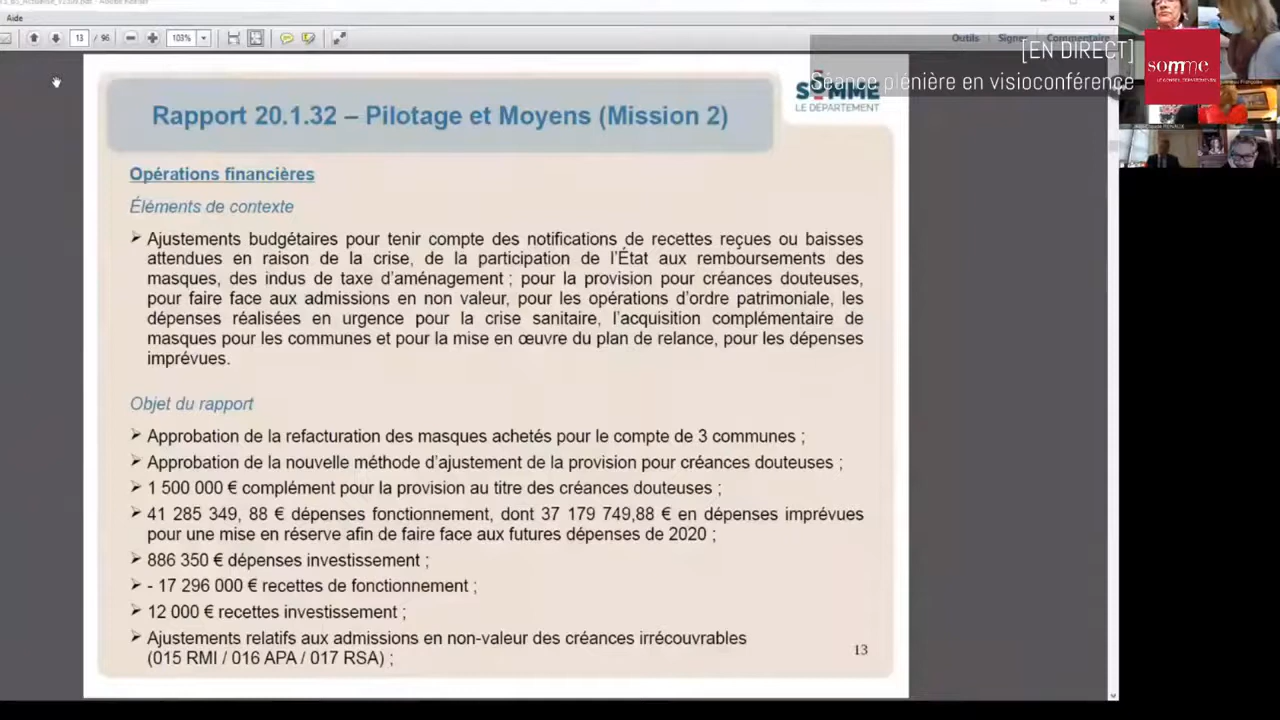 Aide
13 / 96
103%
Outils
Signer
Commentaire
[EN DIRECT]
Séance plénière en visioconférence
somme
LE CONSEIL DÉPARTEMENTAL
SOMME
LE DÉPARTEMENT
Rapport 20.1.32 – Pilotage et Moyens (Mission 2)
Opérations financières
Éléments de contexte
➢ Ajustements budgétaires pour tenir compte des notifications de recettes reçues ou baisses
attendues en raison de la crise, de la participation de l'État aux remboursements des
masques, des indus de taxe d'aménagement ; pour la provision pour créances douteuses,
pour faire face aux admissions en non valeur, pour les opérations d'ordre patrimoniale, les
dépenses réalisées en urgence pour la crise sanitaire, l'acquisition complémentaire de
masques pour les communes et pour la mise en œuvre du plan de relance, pour les dépenses
imprévues.
Objet du rapport
➢ Approbation de la refacturation des masques achetés pour le compte de 3 communes ;
➢ Approbation de la nouvelle méthode d'ajustement de la provision pour créances douteuses ;
➢ 1 500 000 € complément pour la provision au titre des créances douteuses ;
➢ 41 285 349, 88 € dépenses fonctionnement, dont 37 179 749,88 € en dépenses imprévues
pour une mise en réserve afin de faire face aux futures dépenses de 2020 ;
➢ 886 350 € dépenses investissement ;
➢ - 17 296 000 € recettes de fonctionnement ;
➢ 12 000 € recettes investissement ;
➢ Ajustements relatifs aux admissions en non-valeur des créances irrécouvrables
(015 RMI / 016 APA / 017 RSA) ;
13